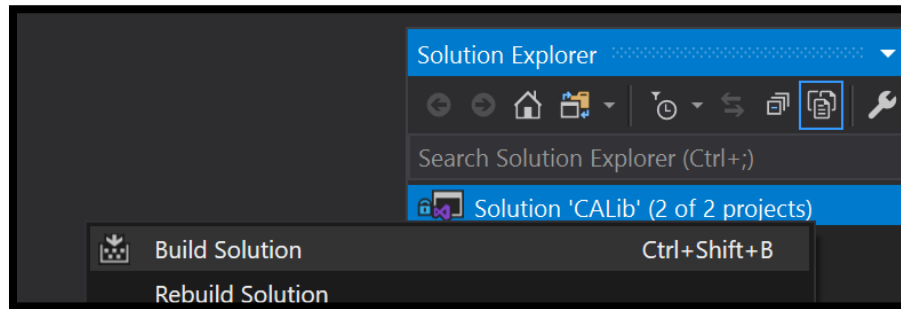 Solution Explorer
Search Solution Explorer (Ctrl+;)
Solution 'CALib' (2 of 2 projects)
Build Solution Ctrl+Shift+B
Rebuild Solution